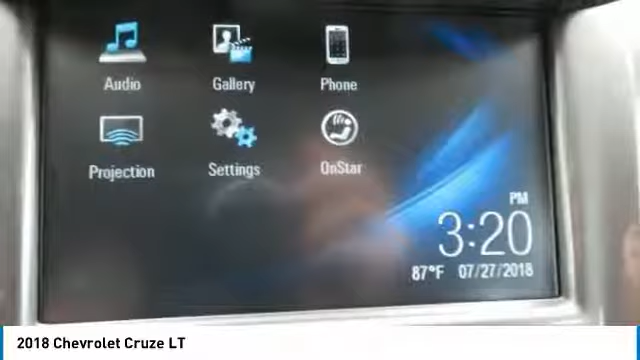 Audio Gallery Phone
Projection Settings OnStar
PM
3:20
87°F 07/27/2018
2018 Chevrolet Cruze LT